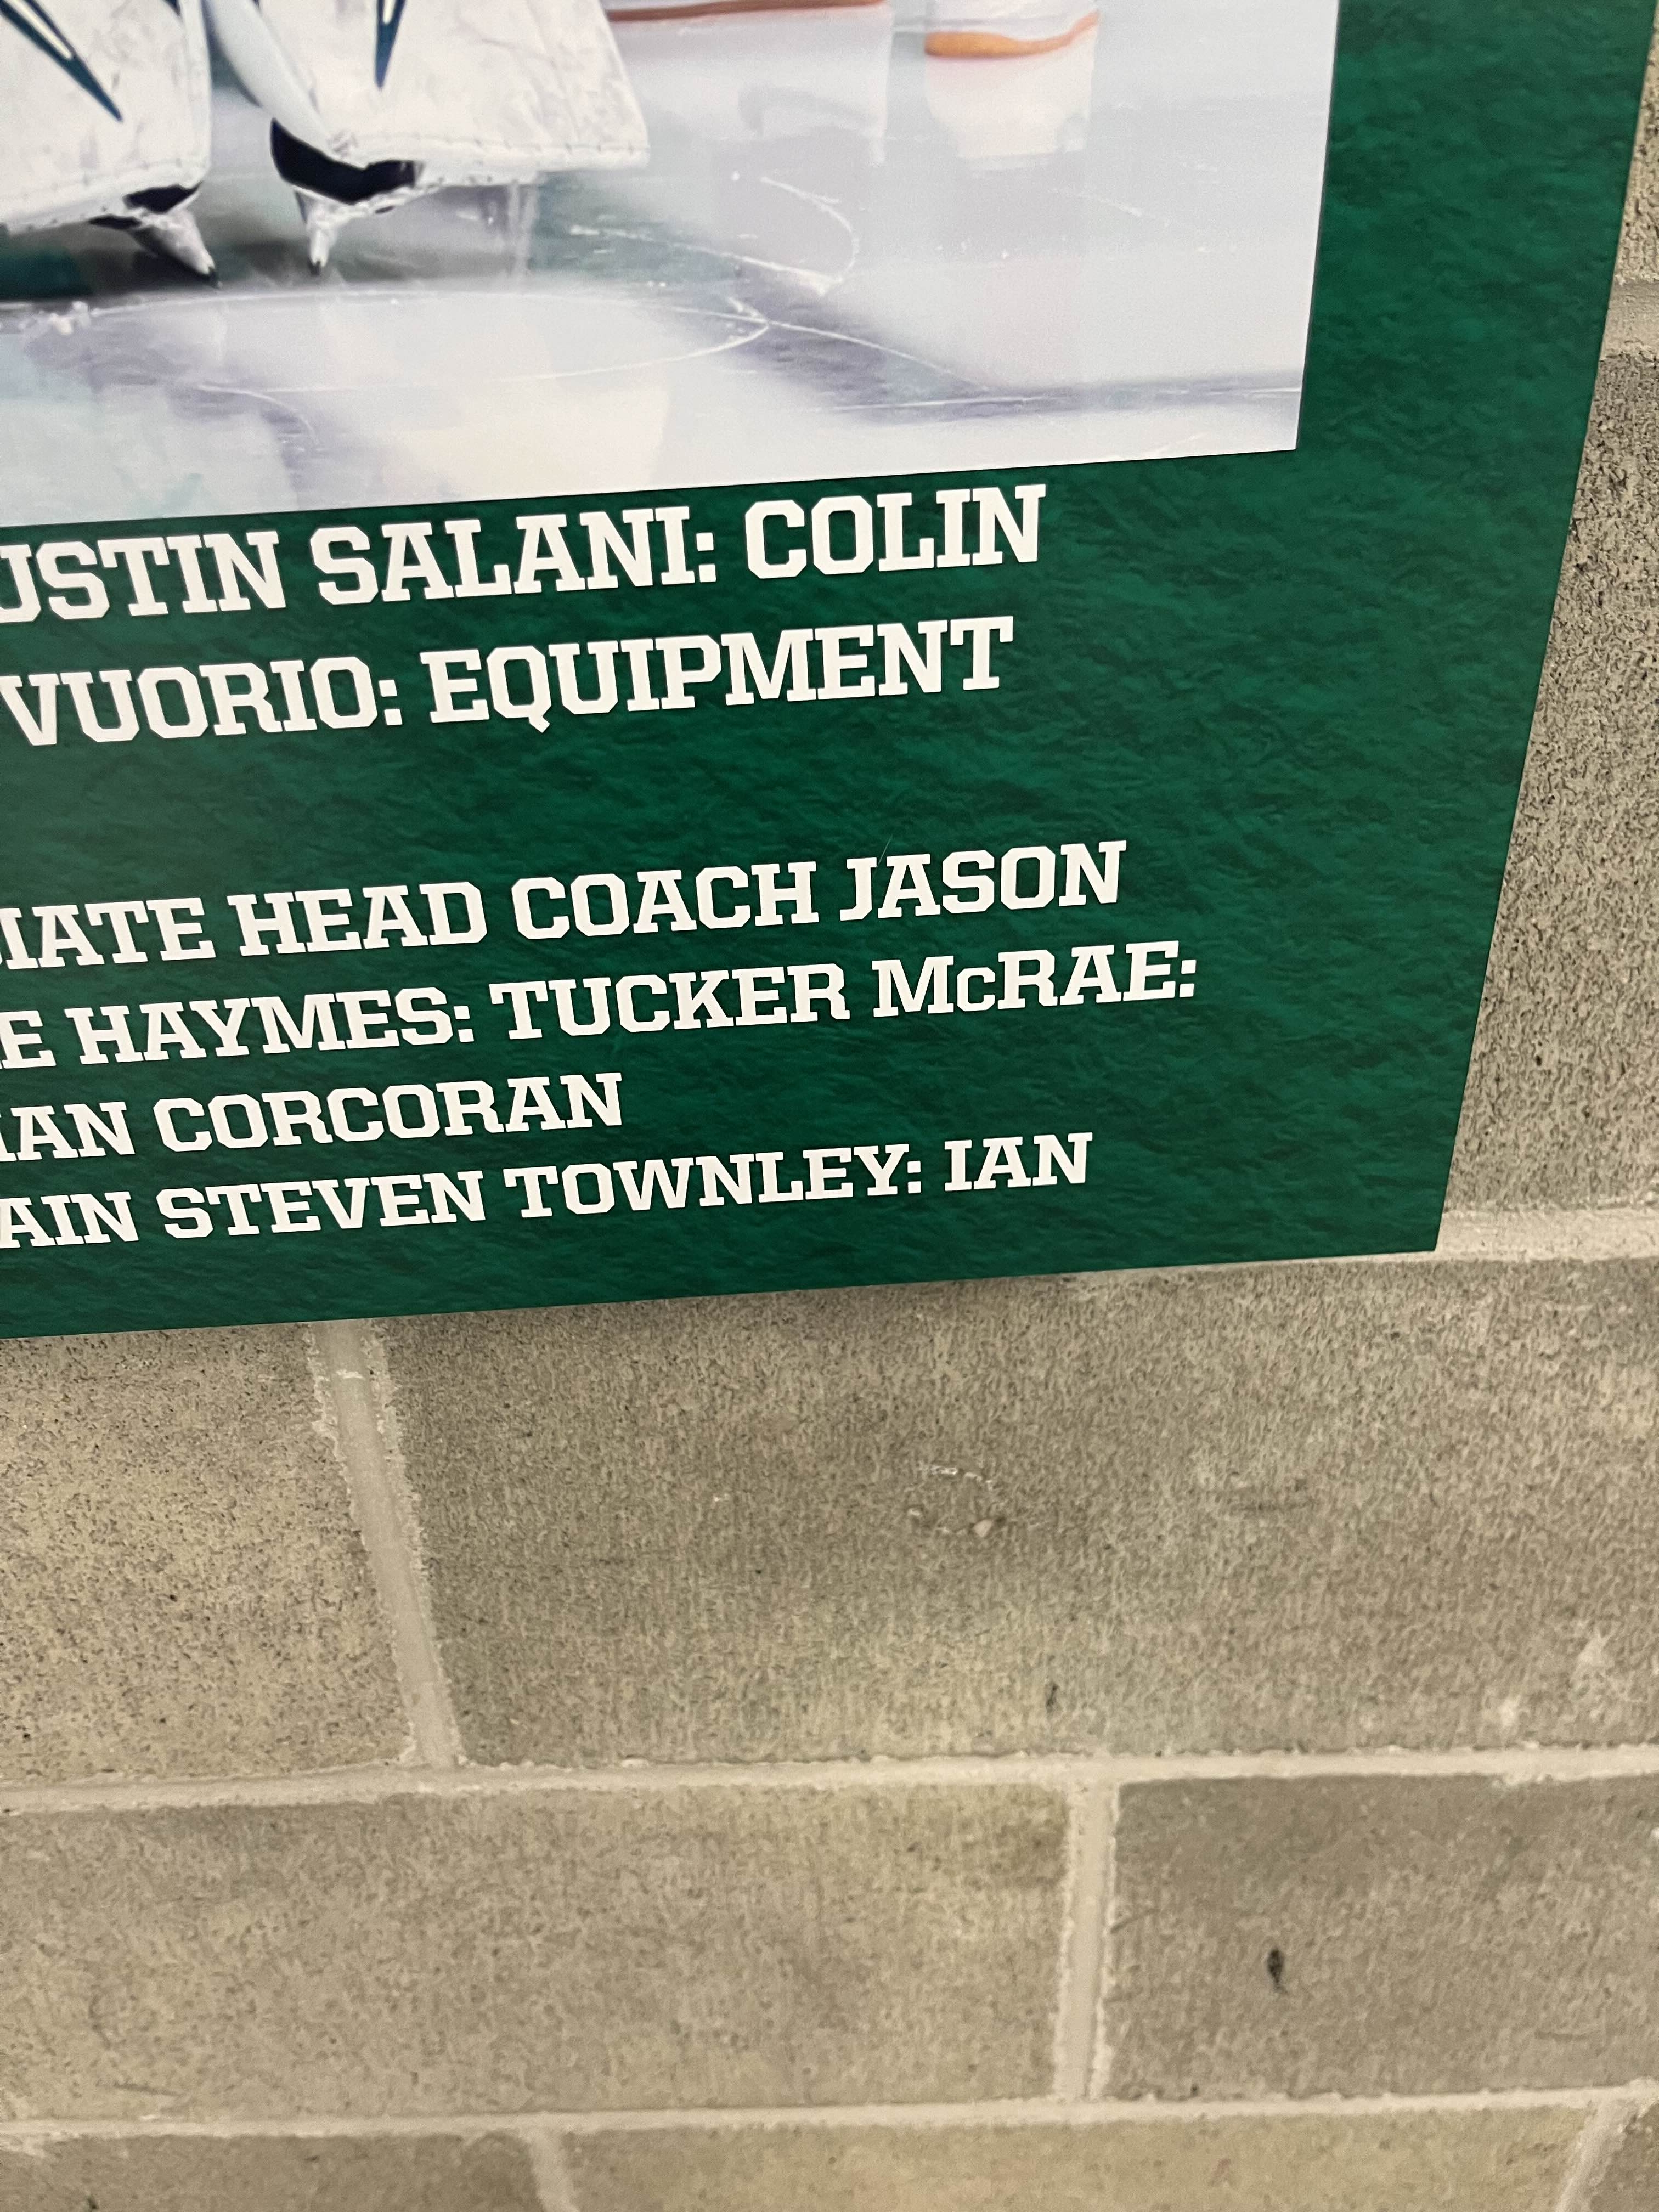 USTIN SALANI: COLIN
VUORIO: EQUIPMENT
IATE HEAD COACH JASON
E HAYMES: TUCKER McRAE:
IAN CORCORAN
AIN STEVEN TOWNLEY: IAN